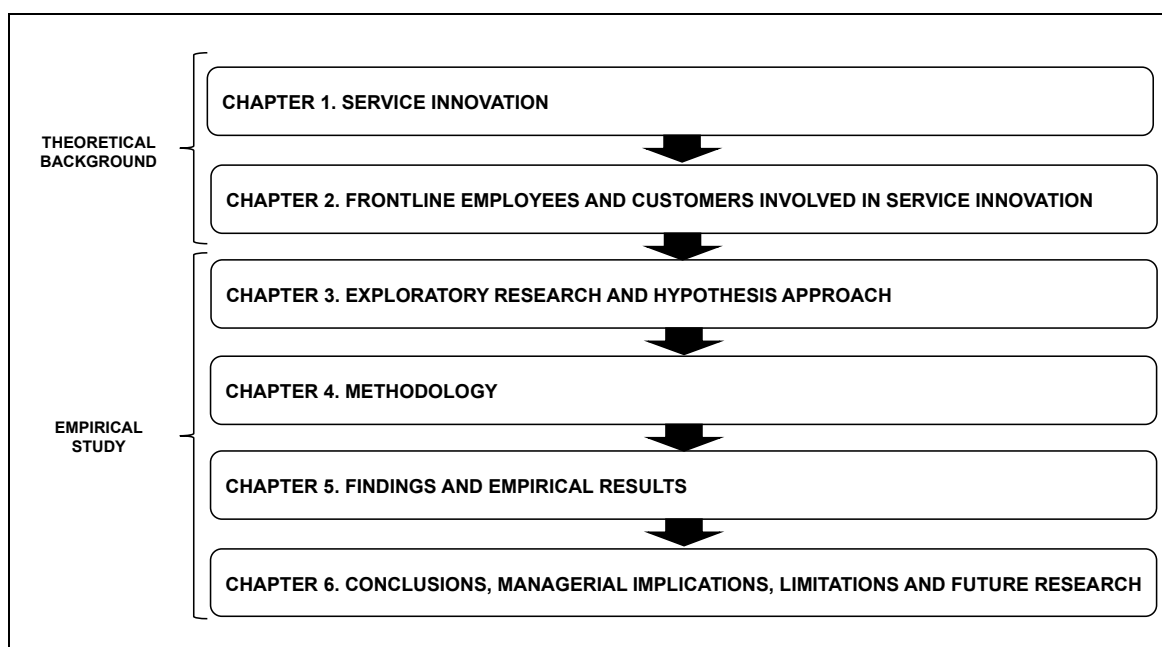 CHAPTER 1. SERVICE INNOVATION
THEORETICAL
BACKGROUND
CHAPTER 2. FRONTLINE EMPLOYEES AND CUSTOMERS INVOLVED IN SERVICE INNOVATION
CHAPTER 3. EXPLORATORY RESEARCH AND HYPOTHESIS APPROACH
CHAPTER 4. METHODOLOGY
EMPIRICAL
STUDY
CHAPTER 5. FINDINGS AND EMPIRICAL RESULTS
CHAPTER 6. CONCLUSIONS, MANAGERIAL IMPLICATIONS, LIMITATIONS AND FUTURE RESEARCH